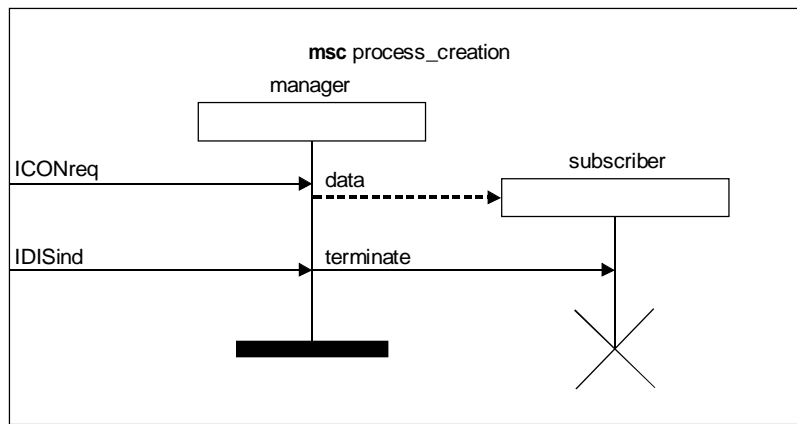 msc process_creation
manager
ICONreq
data
subscriber
IDISind
terminate